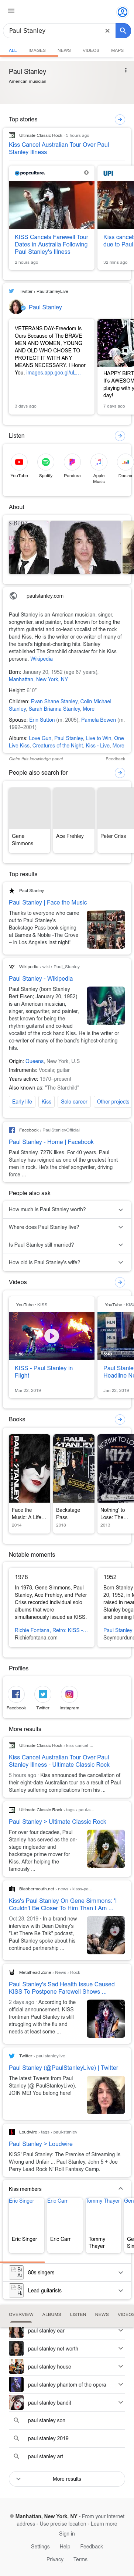 Paul Stanley
ALL IMAGES NEWS VIDEOS MAPS
Paul Stanley
American musician
Top stories
Ultimate Classic Rock · 5 hours ago
Kiss Cancel Australian Tour Over Paul
Stanley Illness
popculture.
KISS Cancels Farewell Tour
Dates in Australia Following
Paul Stanley's Illness
2 hours ago
UPI
Kiss cancels
due to Paul
32 mins ago
Twitter › PaulStanleyLive
Paul Stanley
VETERANS DAY-Freedom Is
Ours Because of The BRAVE
MEN AND WOMEN, YOUNG
AND OLD WHO CHOSE TO
PROTECT IT WITH ANY
MEANS NECESSARY. I Honor
You. images.app.goo.gl/uL…
3 days ago
HAPPY BIRT
It's AWESOME
playing with y
day!
7 days ago
Listen
YouTube
Spotify
Pandora
Apple
Music
Deezer
About
paulstanley.com
Paul Stanley is an American musician, singer,
songwriter, and painter best known for being the
rhythm guitarist and singer of the rock band
Kiss. He is the writer or co-writer of many of the
band's highest-charting hits. Stanley established
The Starchild character for his Kiss
persona. Wikipedia
Born: January 20, 1952 (age 67 years),
Manhattan, New York, NY
Height: 6′ 0″
Children: Evan Shane Stanley, Colin Michael
Stanley, Sarah Brianna Stanley, More
Spouse: Erin Sutton (m. 2005), Pamela Bowen (m.
1992–2001)
Albums: Love Gun, Paul Stanley, Live to Win, One
Live Kiss, Creatures of the Night, Kiss - Live, More
Claim this knowledge panel
Feedback
People also search for
Gene
Simmons
Ace Frehley
Peter Criss
Top results
Paul Stanley
Paul Stanley | Face the Music
Thanks to everyone who came
out to Paul Stanley's
Backstage Pass book signing
at Barnes & Noble -The Grove
– in Los Angeles last night!
Wikipedia › wiki › Paul_Stanley
Paul Stanley - Wikipedia
Paul Stanley (born Stanley
Bert Eisen; January 20, 1952)
is an American musician,
singer, songwriter, and painter
best known for being the
rhythm guitarist and co-lead
vocalist of the rock band Kiss. He is the writer or
co-writer of many of the band's highest-charting
hits.
Origin: Queens, New York, U.S
Instruments: Vocals; guitar
Years active: 1970–present
Also known as: "The Starchild"
Early life
Kiss
Solo career
Other projects
Facebook › PaulStanleyOfficial
Paul Stanley - Home | Facebook
Paul Stanley. 727K likes. For 40 years, Paul
Stanley has reigned as one of the greatest front
men in rock. He's the chief songwriter, driving
force ...
People also ask
How much is Paul Stanley worth?
Where does Paul Stanley live?
Is Paul Stanley still married?
How old is Paul Stanley's wife?
Videos
YouTube · KISS
KISS - Paul Stanley in
Flight
Mar 22, 2019
YouTube · KISS
Paul Stanley
Headline Ne
Jan 22, 2019
Books
Face the
Music: A Life…
2014
Backstage
Pass
2019
Nothin' to
Lose: The…
2013
Notable moments
1978
In 1978, Gene Simmons, Paul
Stanley, Ace Frehley, and Peter
Criss recorded individual solo
albums that were
simultaneously issued as KISS.
Richie Fontana, Retro: KISS -…
Richiefontana.com
1952
Born Stanley
20, 1952, in N
raised in near
Stanley began
and penning h
Paul Stanley
Seymourdunc
Profiles
Facebook
Twitter
Instagram
More results
Ultimate Classic Rock › kiss-cancel-...
Kiss Cancel Australian Tour Over Paul
Stanley Illness - Ultimate Classic Rock
5 hours ago · Kiss announced the cancellation of
their eight-date Australian tour as a result of Paul
Stanley suffering complications from his ...
Ultimate Classic Rock › tags › paul-s...
Paul Stanley > Ultimate Classic Rock
For over four decades, Paul
Stanley has served as the on-
stage ringleader and
backstage prime mover for
Kiss. After helping the
famously ...
Blabbermouth.net › news › kisss-pa...
Kiss's Paul Stanley On Gene Simmons: 'I
Couldn't Be Closer To Him Than I Am ...
Oct 28, 2019 · In a brand new
interview with Dean Delray's
"Let There Be Talk" podcast,
Paul Stanley spoke about his
ongoing partnership ...
Metalhead Zone › News › Rock
Paul Stanley's Sad Health Issue Caused
KISS To Postpone Farewell Shows ...
2 days ago · According to the
official announcement, KISS
frontman Paul Stanley is still
struggling with the flu and
needs at least some ...
Twitter › paulstanleylive
Paul Stanley (@PaulStanleyLive) | Twitter
The latest Tweets from Paul
Stanley (@PaulStanleyLive).
JOIN ME! You belong here!
Loudwire › tags › paul-stanley
Paul Stanley > Loudwire
KISS' Paul Stanley: The Premise of Streaming Is
Wrong and Unfair ... Paul Stanley, John 5 + Joe
Perry Lead Rock N' Roll Fantasy Camp.
Kiss members
Eric Singer
Eric Singer
Eric Carr
Eric Carr
Tommy Thayer
Tommy
Thayer
80s singers
Lead guitarists
OVERVIEW ALBUMS LISTEN NEWS VIDEOS
paul stanley ear
paul stanley net worth
paul stanley house
paul stanley phantom of the opera
paul stanley bandit
paul stanley son
paul stanley 2019
paul stanley art
More results
Manhattan, New York, NY - From your Internet
address - Use precise location - Learn more
Sign in
Settings Help Feedback
Privacy Terms